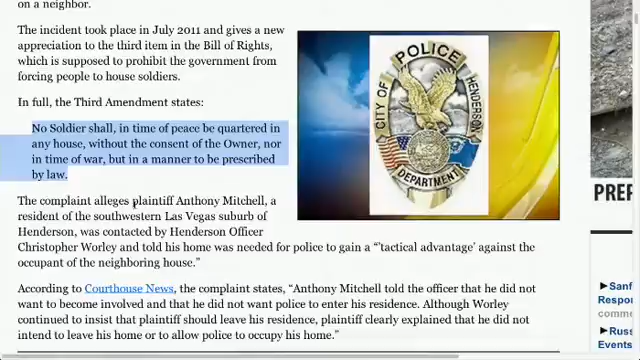 on a neighbor.
The incident took place in July 2011 and gives a new
appreciation to the third item in the Bill of Rights,
which is supposed to prohibit the government from
forcing people to house soldiers.
In full, the Third Amendment states:
No Soldier shall, in time of peace be quartered in
any house, without the consent of the Owner, nor
in time of war, but in a manner to be prescribed
by law.
The complaint alleges plaintiff Anthony Mitchell, a
resident of the southwestern Las Vegas suburb of
Henderson, was contacted by Henderson Officer
Christopher Worley and told his home was needed for police to gain a “‘tactical advantage’ against the
occupant of the neighboring house.”
According to Courthouse News, the complaint states, “Anthony Mitchell told the officer that he did not
want to become involved and that he did not want police to enter his residence. Although Worley
continued to insist that plaintiff should leave his residence, plaintiff clearly explained that he did not
intend to leave his home or to allow police to occupy his home.”
POLICE
CITY OF
HENDERSON
DEPARTMENT
PREP
Sanf
Respo
comme
Russ
Events